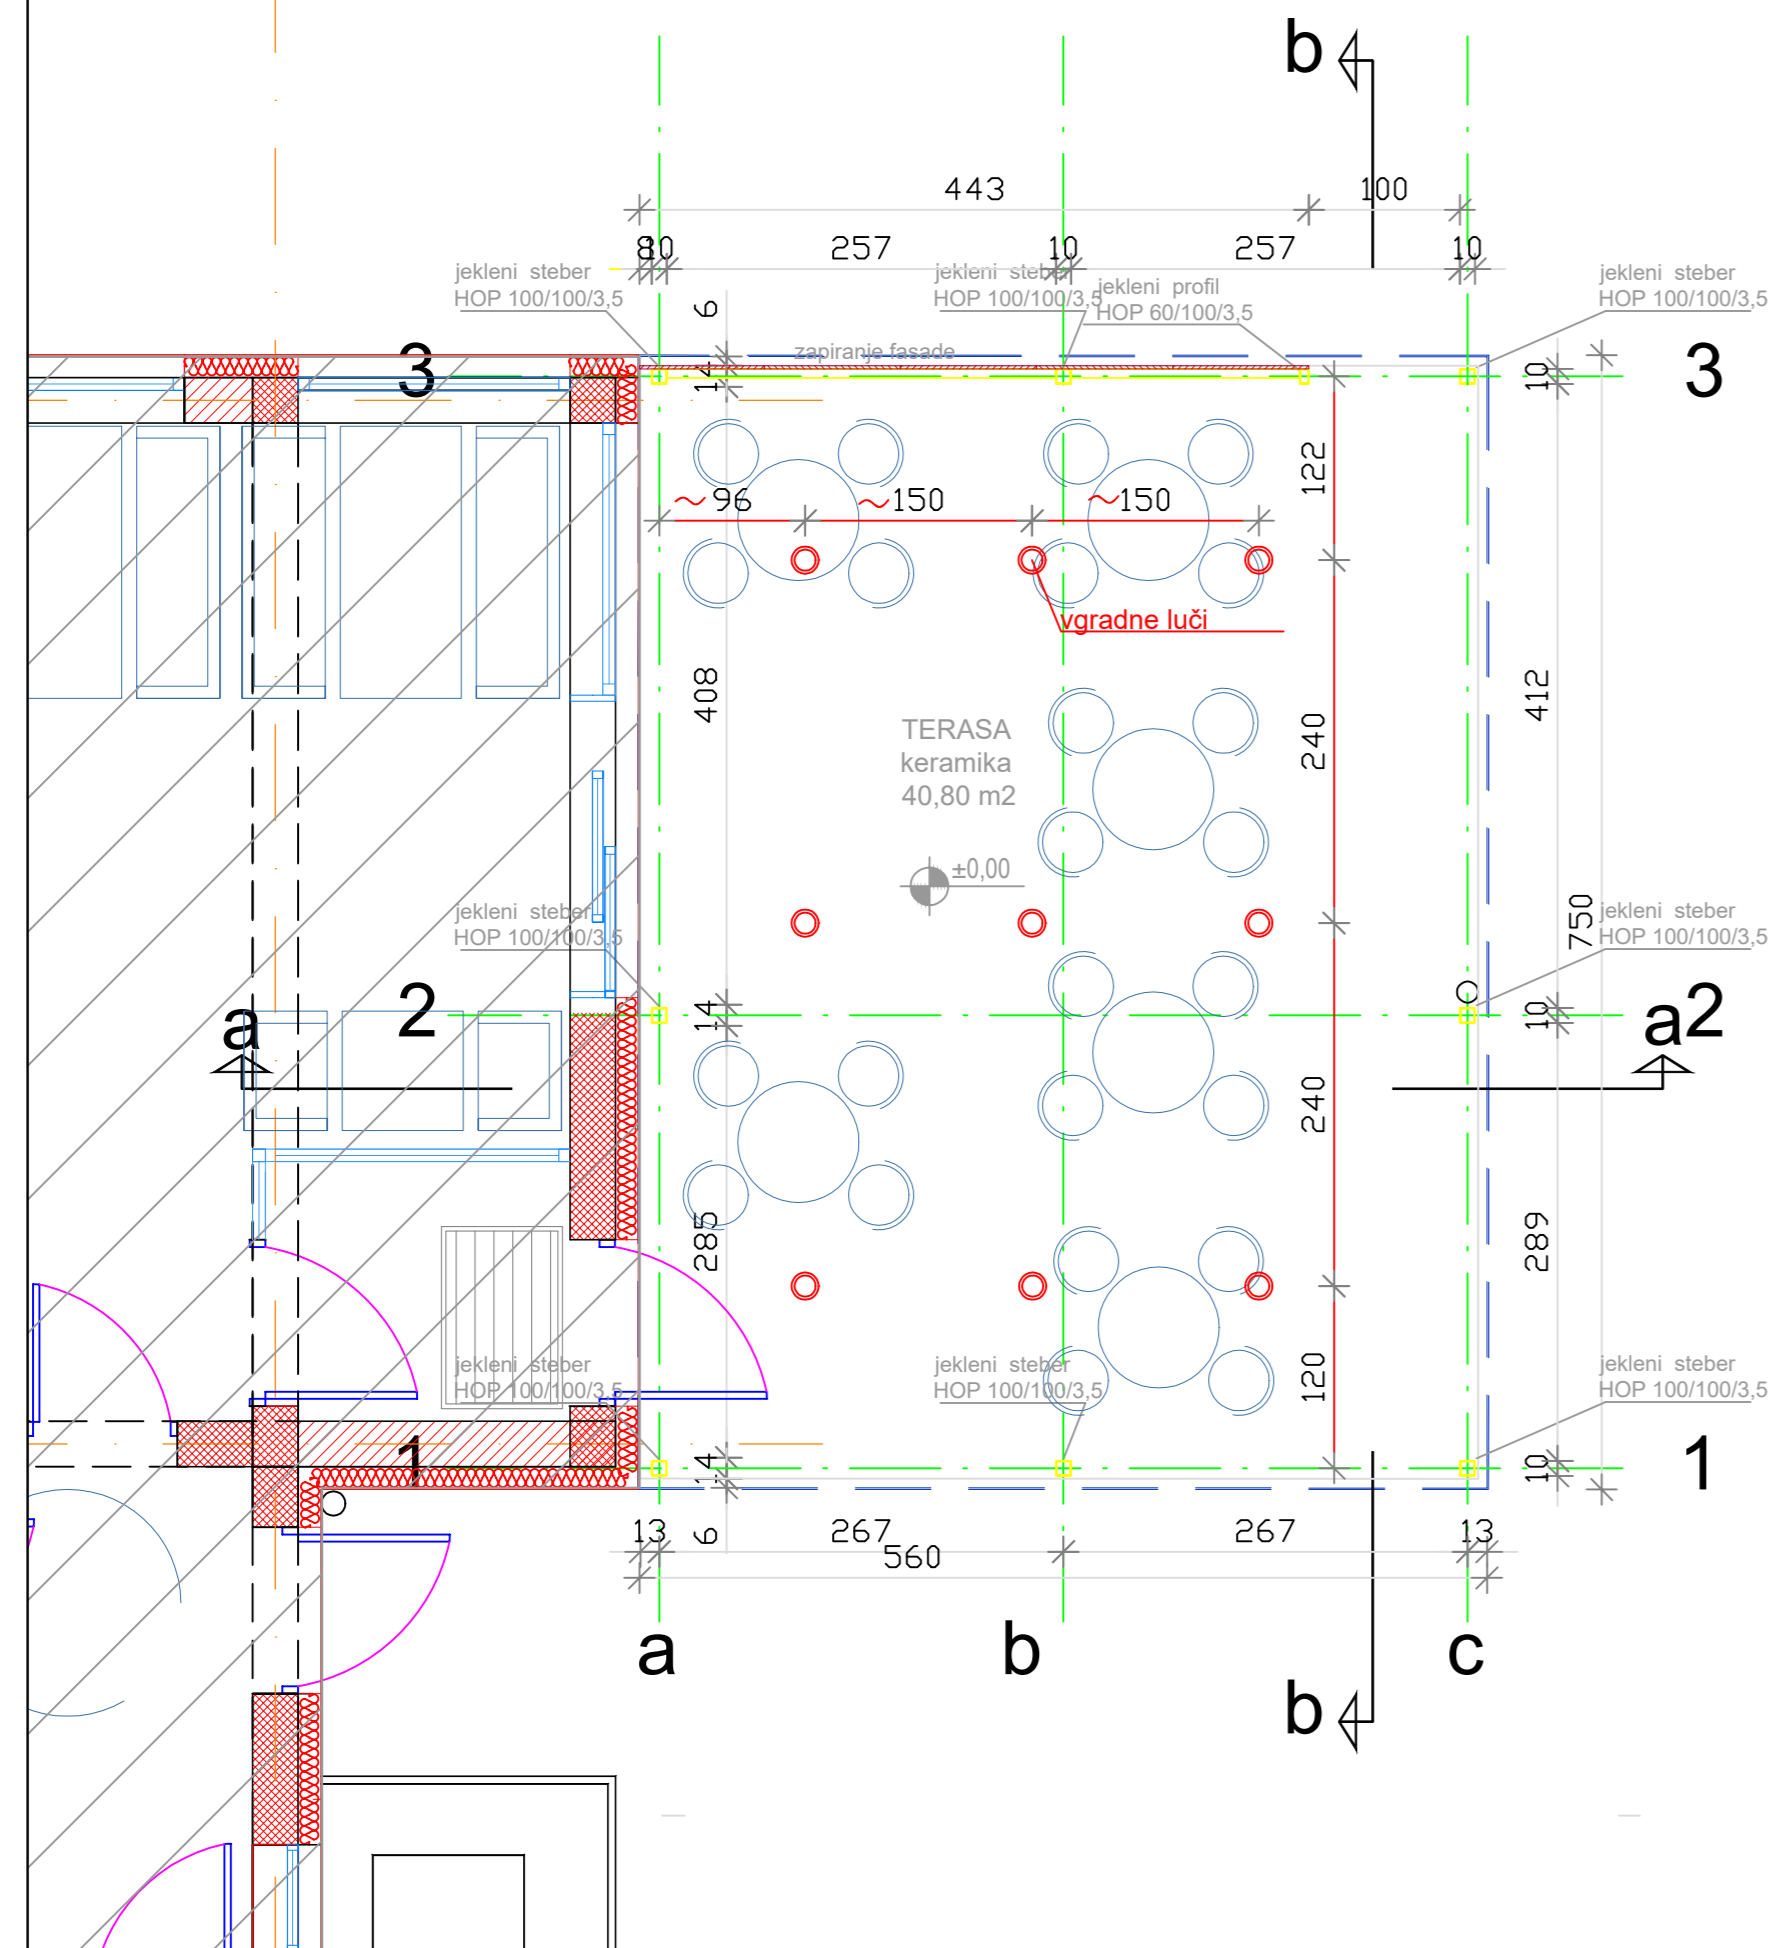 b
443
100
8
10
257
10
257
10
jekleni steber
HOP 100/100/3,5
jekleni steber
HOP 100/100/3,5
jekleni profil
HOP 60/100/3,5
jekleni steber
HOP 100/100/3,5
6
zapiranje fasade
3
14
10
3
122
~ 96
~150
~150
vgradne luči
408
412
240
TERASA
keramika
40,80 m2
±0,00
jekleni steber
HOP 100/100/3,5
750
jekleni steber
HOP 100/100/3,5
a
2
14
10
a2
240
285
289
jekleni steber
HOP 100/100/3,5
jekleni steber
HOP 100/100/3,5
120
jekleni steber
HOP 100/100/3,5
1
14
10
1
13
6
267
267
13
560
a
b
c
b